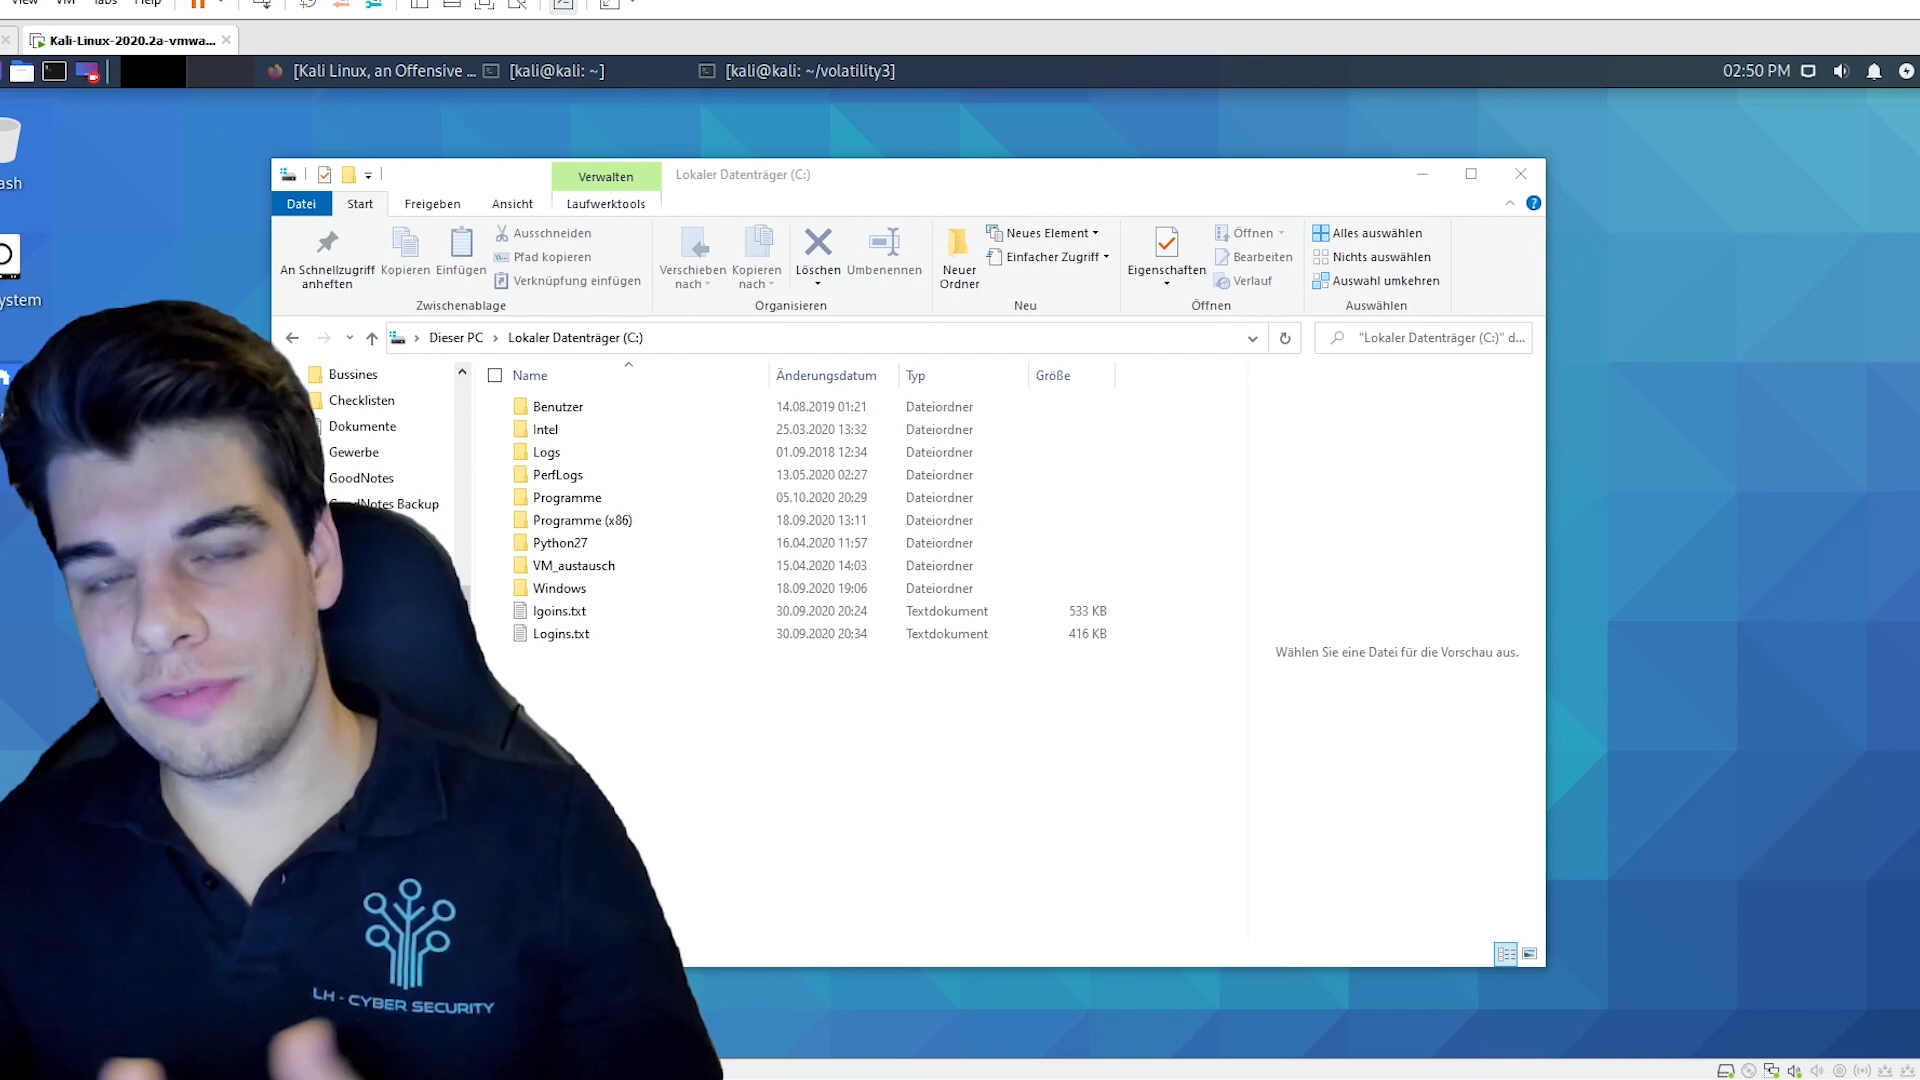 View VM Tabs Help
Kali-Linux-2020.2a-vmwa...
[Kali Linux, an Offensive ... [kali@kali: ~] [kali@kali: ~/volatility3] 02:50 PM
ash
ystem
Verwalten Lokaler Datenträger (C:)
Datei Start Freigeben Ansicht Laufwerktools
An Schnellzugriff anheften
Kopieren
Einfügen
Ausschneiden
Pfad kopieren
Verknüpfung einfügen
Zwischenablage
Verschieben nach
Kopieren nach
Löschen
Umbenennen
Organisieren
Neuer Ordner
Neues Element
Einfacher Zugriff
Neu
Eigenschaften
Öffnen
Bearbeiten
Verlauf
Öffnen
Alles auswählen
Nichts auswählen
Auswahl umkehren
Auswählen
Dieser PC Lokaler Datenträger (C:) "Lokaler Datenträger (C:)" d...
Bussines
Checklisten
Dokumente
Gewerbe
GoodNotes
GoodNotes Backup
Name Änderungsdatum Typ Größe
Benutzer 14.08.2019 01:21 Dateiordner
Intel 25.03.2020 13:32 Dateiordner
Logs 01.09.2018 12:34 Dateiordner
PerfLogs 13.05.2020 02:27 Dateiordner
Programme 05.10.2020 20:29 Dateiordner
Programme (x86) 18.09.2020 13:11 Dateiordner
Python27 16.04.2020 11:57 Dateiordner
VM_austausch 15.04.2020 14:03 Dateiordner
Windows 18.09.2020 19:06 Dateiordner
lgoins.txt 30.09.2020 20:24 Textdokument 533 KB
Logins.txt 30.09.2020 20:34 Textdokument 416 KB
Wählen Sie eine Datei für die Vorschau aus.
LH - CYBER SECURITY